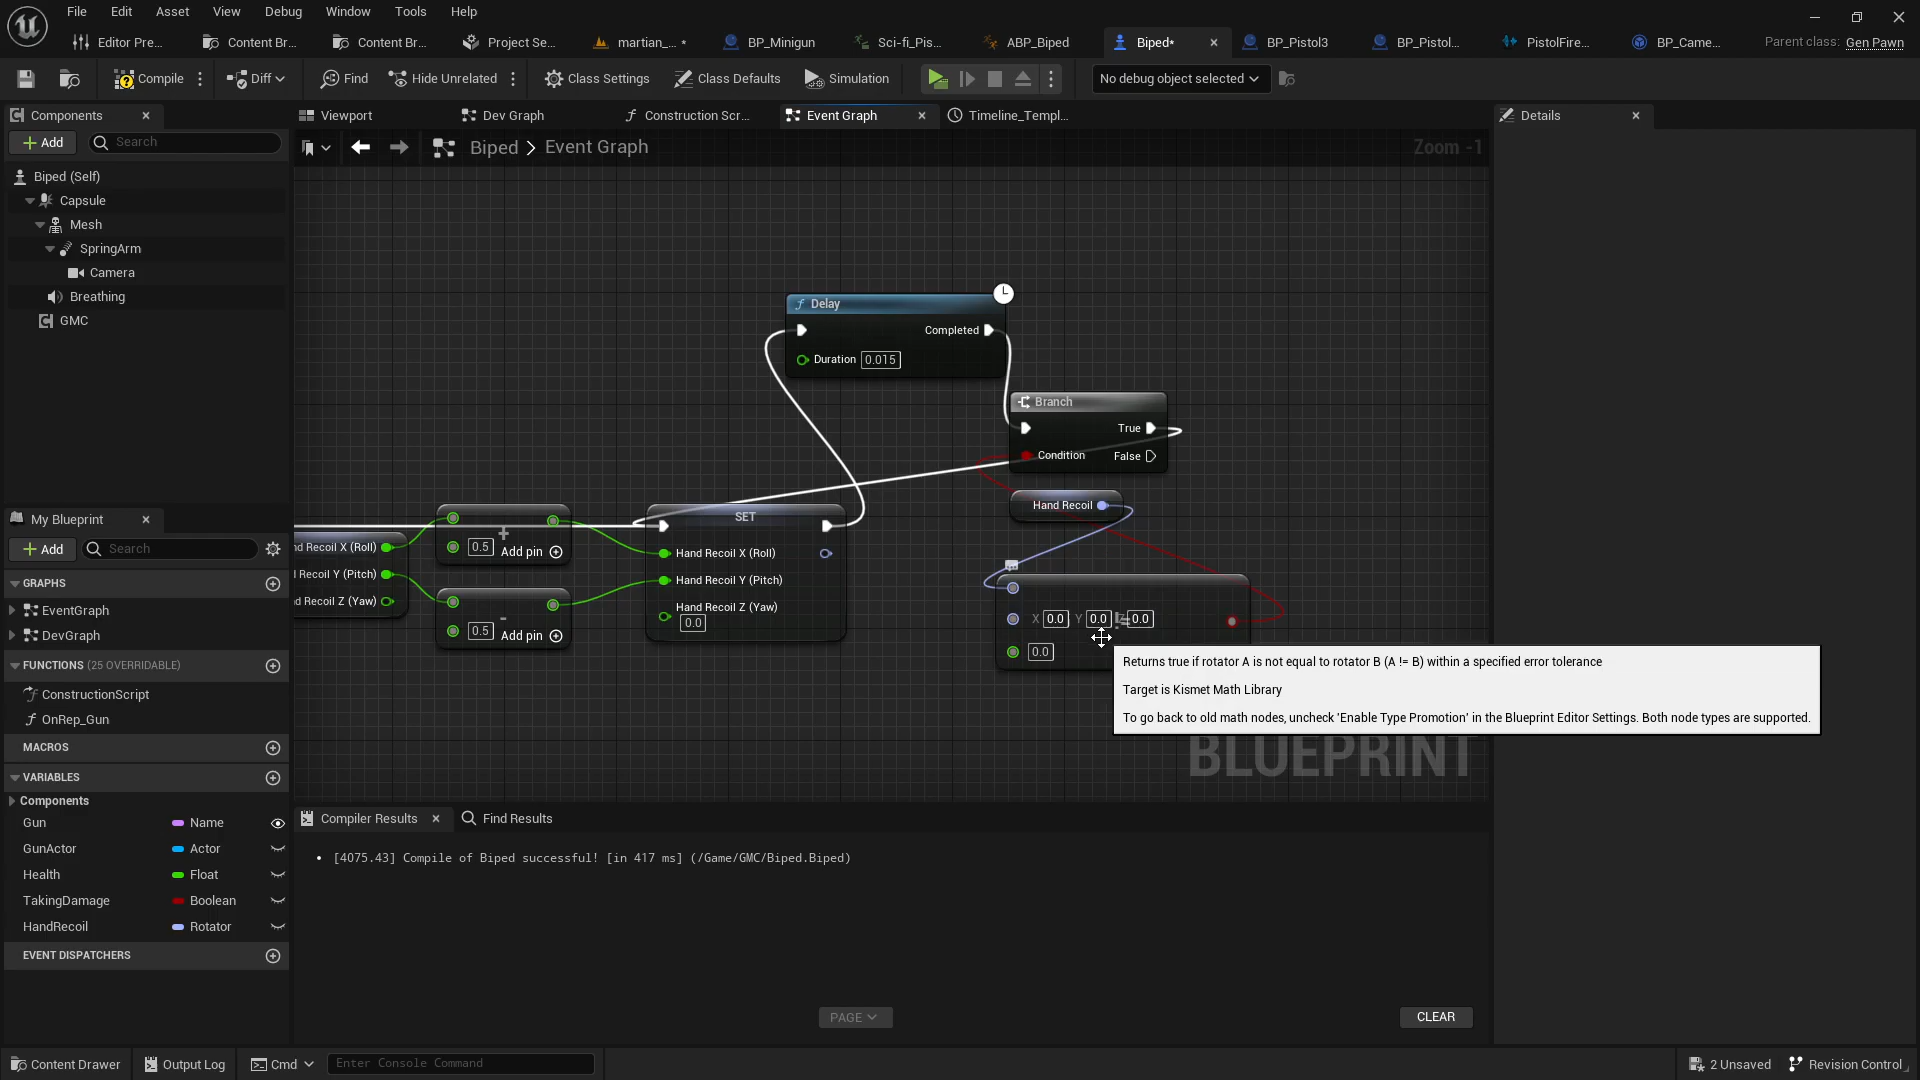 File Edit Asset View Debug Window Tools Help
Editor Pre... Content Br... Content Br... Project Se... martian_... * BP_Minigun Sci-fi_Pis... ABP_Biped Biped* BP_Pistol3 BP_Pistol... PistolFire... BP_Came... Parent class: Gen Pawn
Compile Diff Find Hide Unrelated Class Settings Class Defaults Simulation No debug object selected
Components
Viewport Dev Graph Construction Scr... Event Graph Timeline_Templ...
Details
Add Search
Biped > Event Graph
Zoom -1
Biped (Self)
Capsule
Mesh
SpringArm
Camera
Breathing
GMC
Delay
Completed
Duration 0.015
Branch
True
Condition False
Hand Recoil
SET
nd Recoil X (Roll)
+
0.5 Add pin
Hand Recoil X (Roll)
d Recoil Y (Pitch)
Hand Recoil Y (Pitch)
nd Recoil Z (Yaw)
-
0.5 Add pin
Hand Recoil Z (Yaw)
0.0
X 0.0 Y 0.0 0.0
0.0
Returns true if rotator A is not equal to rotator B (A != B) within a specified error tolerance
Target is Kismet Math Library
To go back to old math nodes, uncheck 'Enable Type Promotion' in the Blueprint Editor Settings. Both node types are supported.
BLUEPRINT
My Blueprint
Add Search
GRAPHS
EventGraph
DevGraph
FUNCTIONS (25 OVERRIDABLE)
ConstructionScript
OnRep_Gun
MACROS
VARIABLES
Components
Gun Name
GunActor Actor
Health Float
TakingDamage Boolean
HandRecoil Rotator
EVENT DISPATCHERS
Compiler Results Find Results
• [4075.43] Compile of Biped successful! [in 417 ms] (/Game/GMC/Biped.Biped)
PAGE
CLEAR
Content Drawer Output Log Cmd Enter Console Command 2 Unsaved Revision Control